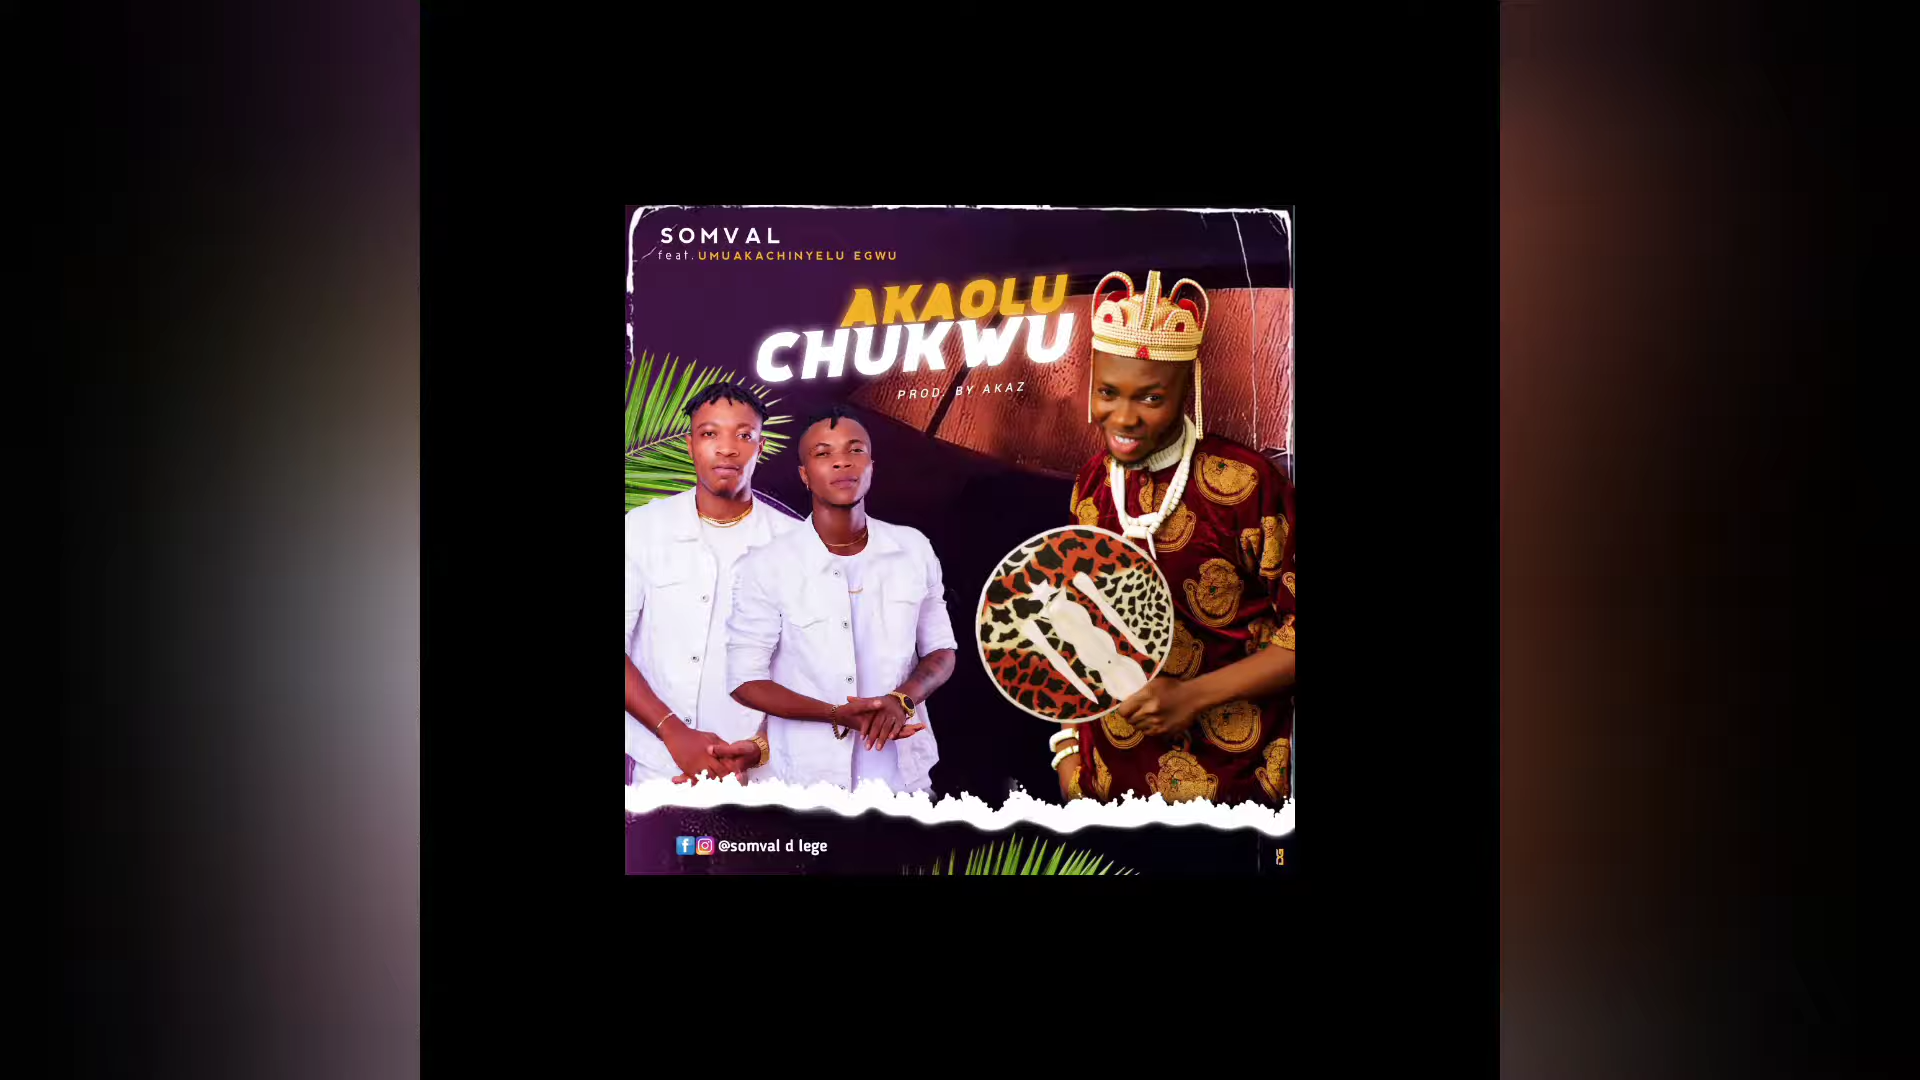 SOMVAL
feat. UMUAKACHINYELU EGWU
AKAOLU
CHUKWU
PROD. BY AKAZ
@somval d lege